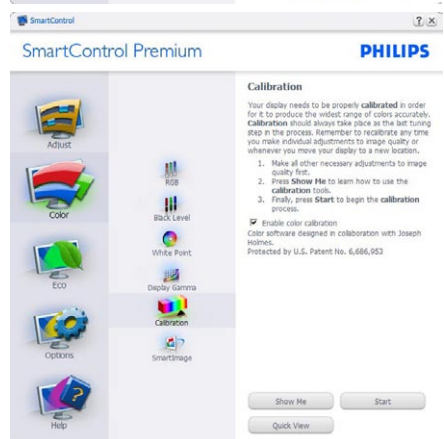 SmartControl
? x
SmartControl Premium
PHILIPS
Adjust
Color
Eco
Options
Help
RGB
Black Level
White Point
Display Gamma
Calibration
SmartImage
Calibration
Your display needs to be properly calibrated in order
for it to produce the widest range of colors accurately.
Calibration should always take place as the last tuning
step in the process. Remember to recalibrate any time
you make individual adjustments to image quality or
whenever you move your display to a new location.
1. Make all other necessary adjustments to image
quality first.
2. Press Show Me to learn how to use the
calibration tools.
3. Finally, press Start to begin the calibration
process.
Enable color calibration
Color software designed in collaboration with Joseph
Holmes.
Protected by U.S. Patent No. 6,686,953
Show Me
Start
Quick View